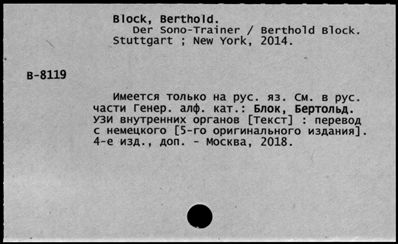 Block, Berthold.
Der Sono-Trainer / Berthold Block.
Stuttgart ; New York, 2014.
B-8119
Имеется только на рус. яз. См. в рус.
части Генер. алф. кат.: Блок, Бертольд.
УЗИ внутренних органов [Текст] : перевод
с немецкого [5-го оригинального издания].
4-е изд., доп. - Москва, 2018.